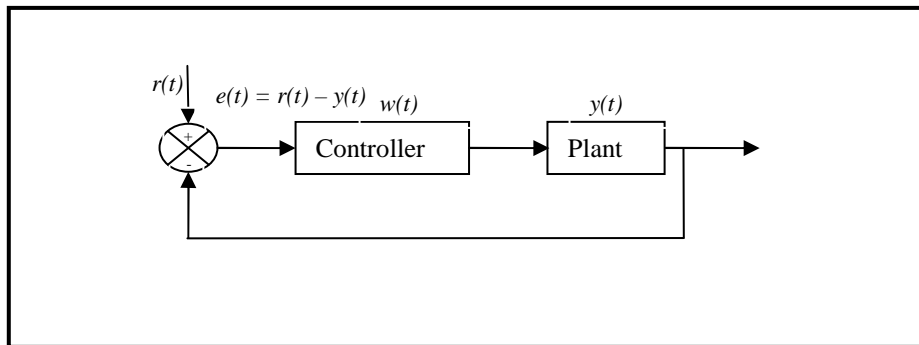 r(t)
e(t) = r(t) – y(t)
w(t)
y(t)
+
Controller
Plant
-